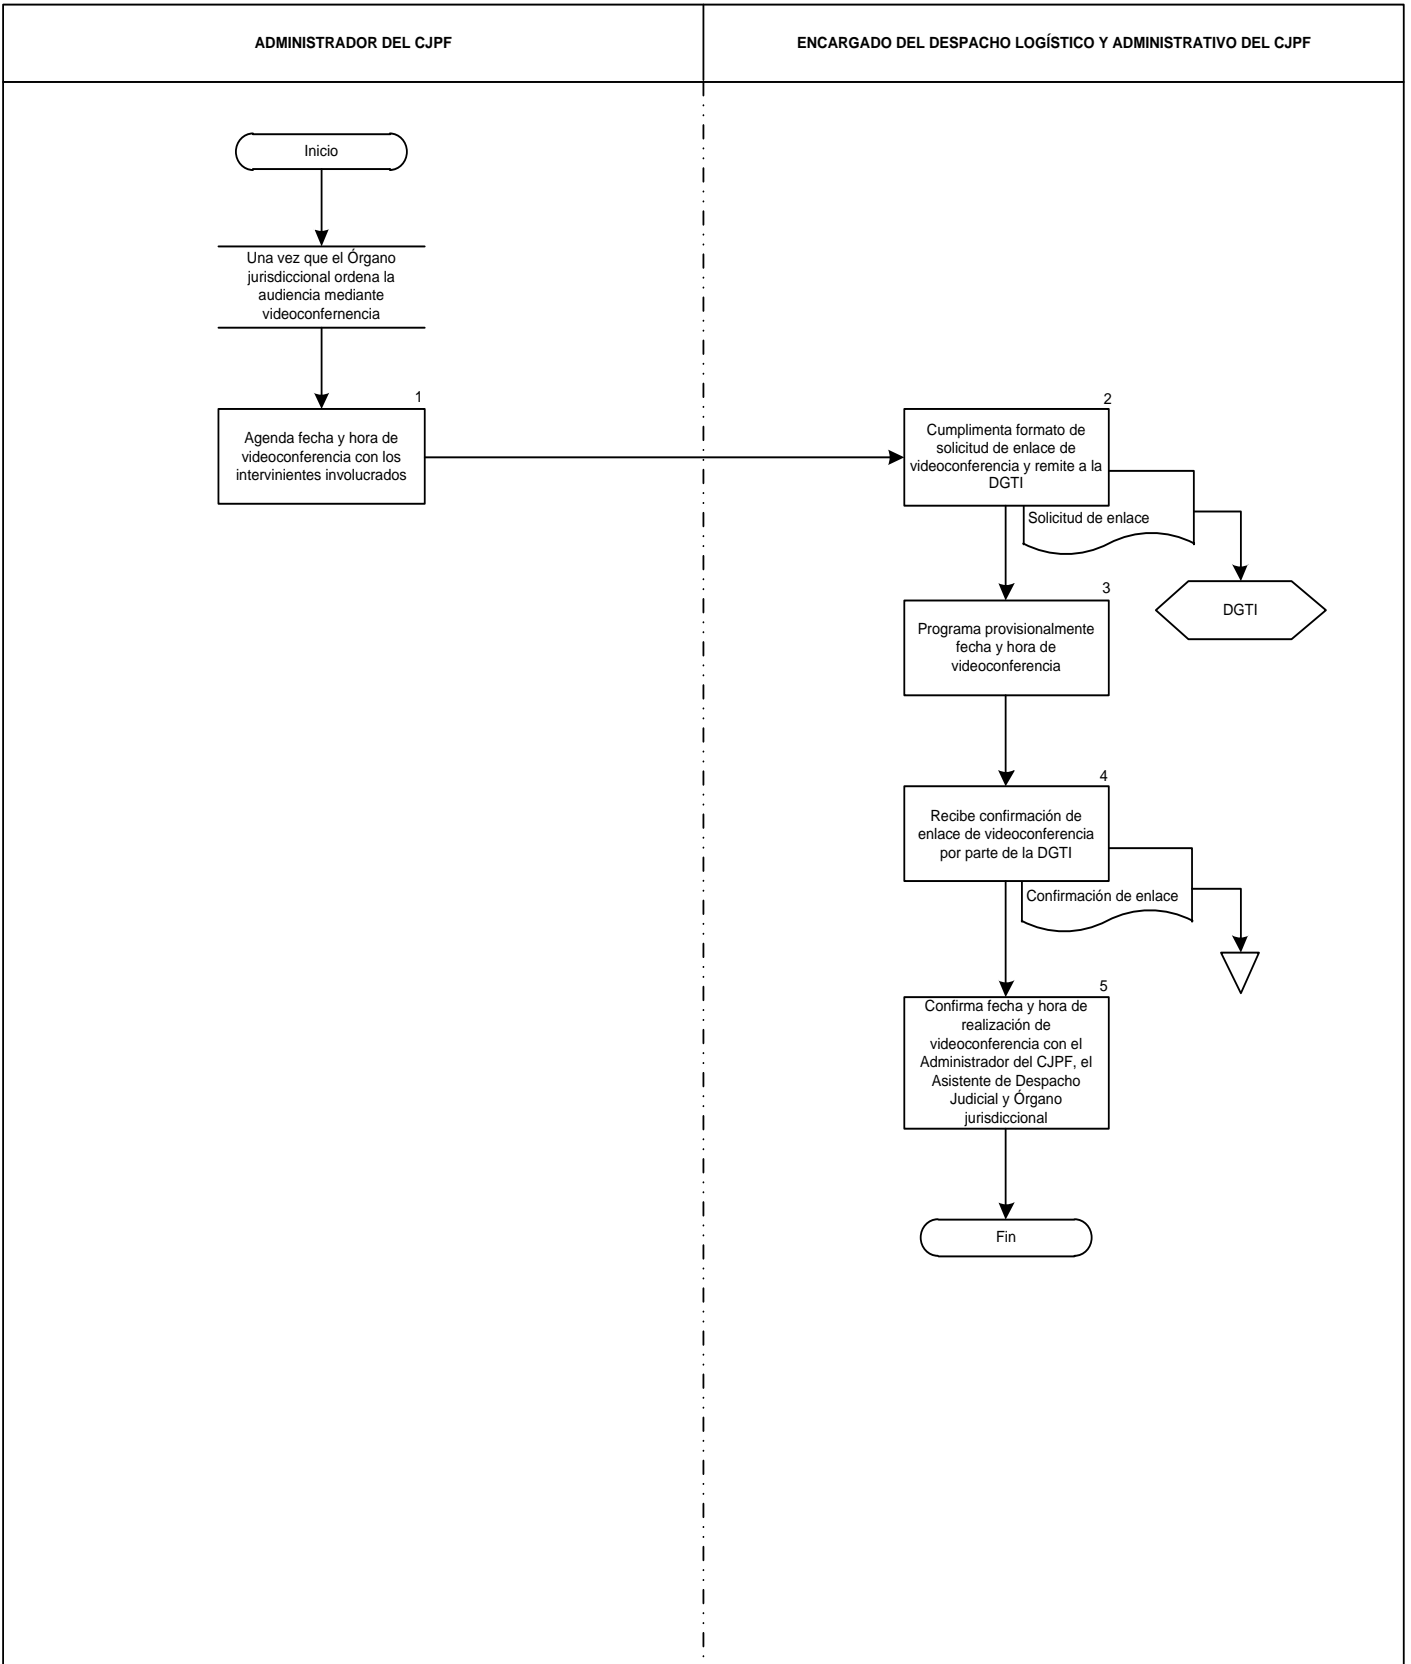 ADMINISTRADOR DEL CJPF
ENCARGADO DEL DESPACHO LOGÍSTICO Y ADMINISTRATIVO DEL CJPF
Inicio
Una vez que el Órgano
jurisdiccional ordena la
audiencia mediante
videoconfernencia
1
Agenda fecha y hora de
videoconferencia con los
intervinientes involucrados
2
Cumplimenta formato de
solicitud de enlace de
videoconferencia y remite a la
DGTI
Solicitud de enlace
DGTI
3
Programa provisionalmente
fecha y hora de
videoconferencia
4
Recibe confirmación de
enlace de videoconferencia
por parte de la DGTI
Confirmación de enlace
5
Confirma fecha y hora de
realización de
videoconferencia con el
Administrador del CJPF, el
Asistente de Despacho
Judicial y Órgano
jurisdiccional
Fin